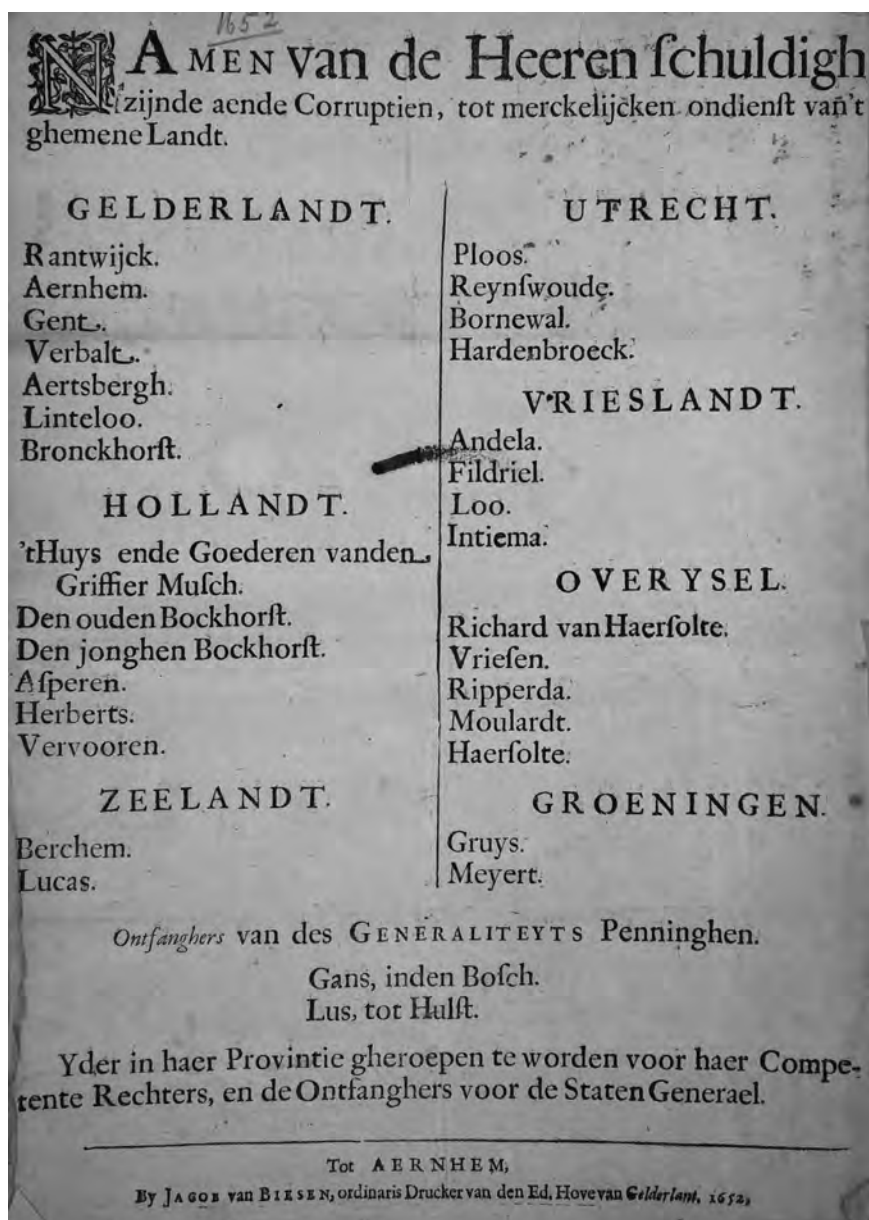 1652
NAMEN van de Heeren ſchuldigh
zijnde aende Corruptien, tot merckelijcken ondienſt van't
ghemene Landt.
GELDERLANDT.
Rantwijck.
Aernhem.
Gent.
Verbalt.
Aertsbergh.
Linteloo.
Bronckhorſt.
HOLLANDT.
'tHuys ende Goederen vanden
Griffier Muſch.
Den ouden Bockhorſt.
Den jonghen Bockhorſt.
Aſperen.
Herberts.
Vervooren.
ZEELANDT.
Berchem.
Lucas.
UTRECHT.
Ploos.
Reynſwoude.
Bornewal.
Hardenbroeck.
VRIESLANDT.
Andela.
Fildriel.
Loo.
Intiema.
OVERYSEL.
Richard van Haerſolte.
Vrieſen.
Ripperda.
Moulardt.
Haerſolte.
GROENINGEN.
Gruys.
Meyert.
Ontfanghers van des GENERALITEYTS Penninghen.
Gans, inden Boſch.
Lus, tot Hulſt.
Yder in haer Provintie gheroepen te worden voor haer Compe-
tente Rechters, en de Ontfanghers voor de Staten Generael.
Tot AERNHEM,
By JACOB van BIESEN, ordinaris Drucker van den Ed. Hove van Gelderlant, 1652,